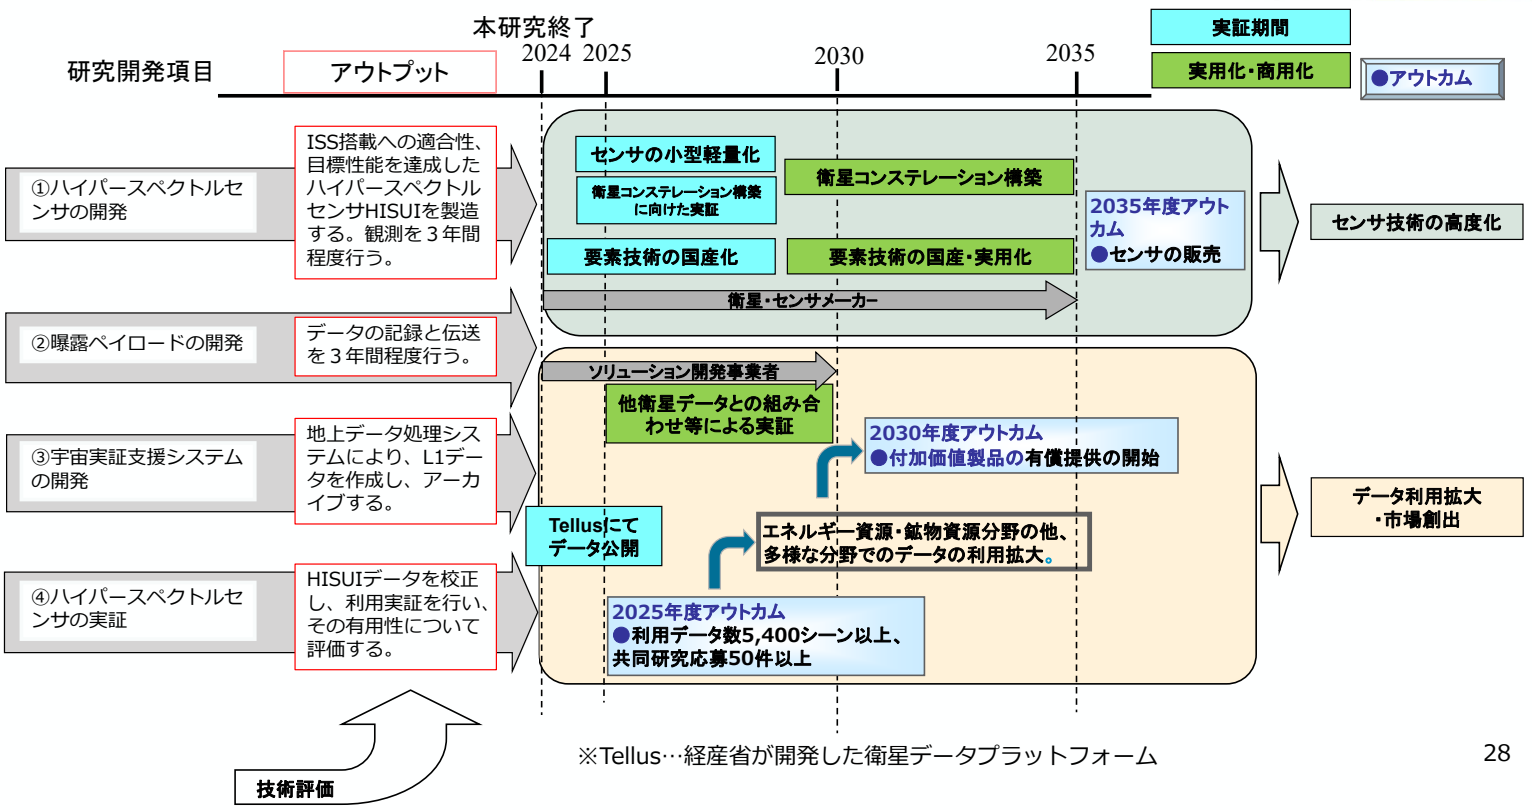 本研究終了
2024 2025
2030
2035
実証期間
実用化・商用化
●アウトカム
研究開発項目
アウトプット
①ハイパースペクトルセ
ンサの開発
ISS搭載への適合性、
目標性能を達成した
ハイパースペクトル
センサHISUIを製造
する。観測を３年間
程度行う。
センサの小型軽量化
衛星コンステレーション構築
に向けた実証
衛星コンステレーション構築
要素技術の国産化
要素技術の国産・実用化
2035年度アウト
カム
●センサの販売
衛星・センサメーカー
センサ技術の高度化
②曝露ペイロードの開発
データの記録と伝送
を３年間程度行う。
ソリューション開発事業者
他衛星データとの組み合
わせ等による実証
2030年度アウトカム
●付加価値製品の有償提供の開始
③宇宙実証支援システム
の開発
地上データ処理シス
テムにより、L1デー
タを作成し、アーカ
イブする。
Tellusにて
データ公開
エネルギー資源・鉱物資源分野の他、
多様な分野でのデータの利用拡大。
データ利用拡大
・市場創出
④ハイパースペクトルセ
ンサの実証
HISUIデータを校正
し、利用実証を行い、
その有用性について
評価する。
2025年度アウトカム
●利用データ数5,400シーン以上、
共同研究応募50件以上
技術評価
※Tellus…経産省が開発した衛星データプラットフォーム
28